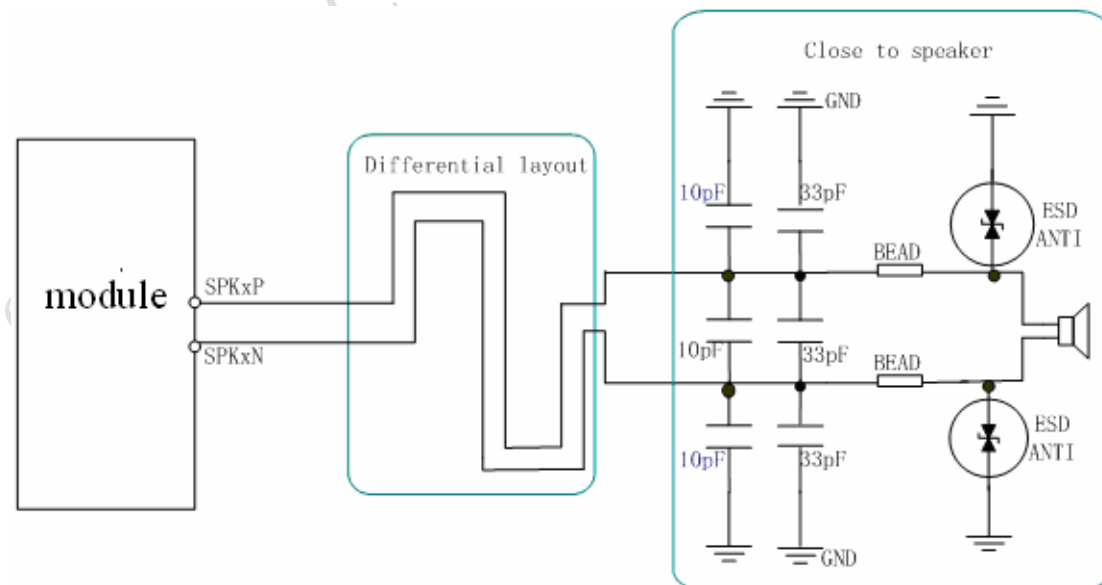 Close to speaker
GND
Differential layout
10pF
33pF
ESD
ANTI
BEAD
module
SPKxP
SPKxN
10pF
33pF
BEAD
ESD
ANTI
10pF
33pF
GND